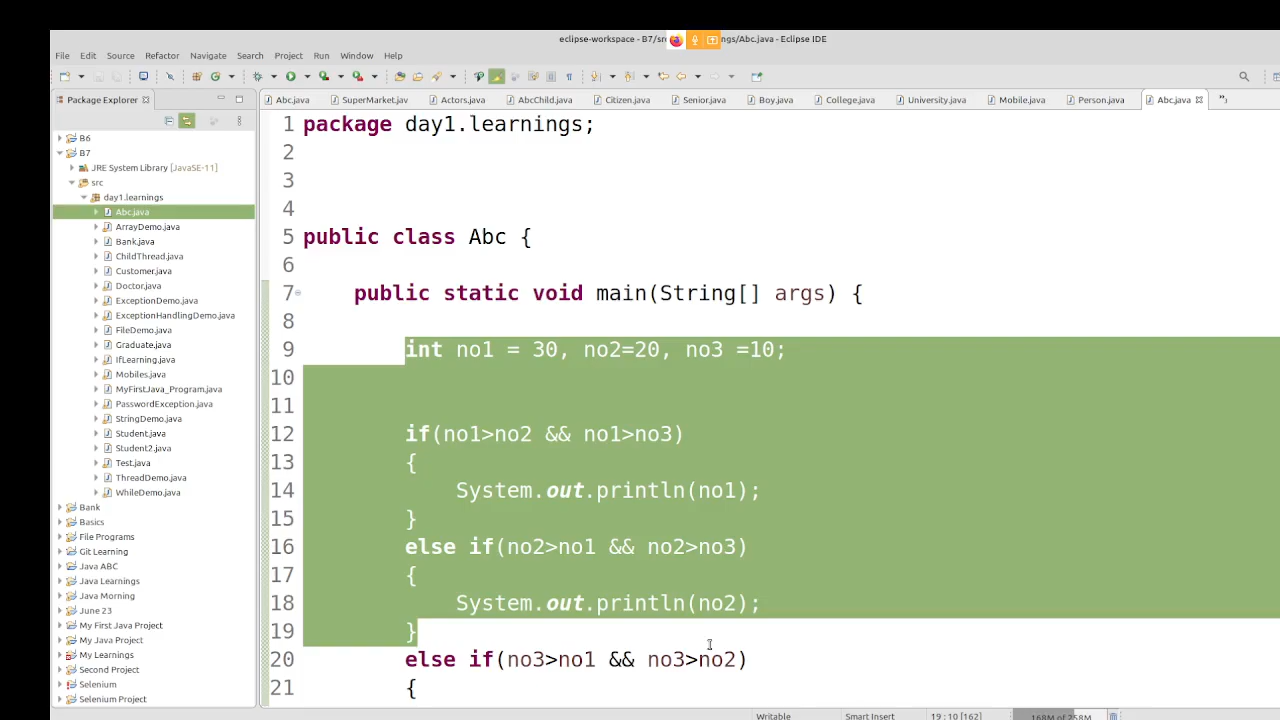 eclipse-workspace - B7/sr ngs/Abc.java - Eclipse IDE
File Edit Source Refactor Navigate Search Project Run Window Help
Package Explorer
Abc.java SuperMarket.jav Actors.java AbcChild.java Citizen.java Senior.java Boy.java College.java University.java Mobile.java Person.java Abc.java
B6
B7
JRE System Library [JavaSE-11]
src
day1.learnings
Abc.java
ArrayDemo.java
Bank.java
ChildThread.java
Customer.java
Doctor.java
ExceptionDemo.java
ExceptionHandlingDemo.java
FileDemo.java
Graduate.java
IfLearning.java
Mobiles.java
MyFirstJava_Program.java
PasswordException.java
StringDemo.java
Student.java
Student2.java
Test.java
ThreadDemo.java
WhileDemo.java
Bank
Basics
File Programs
Git Learning
Java ABC
Java Learnings
Java Morning
June 23
My First Java Project
My Java Project
My Learnings
Second Project
Selenium
Selenium Project
1 package day1.learnings;
2
3
4
5 public class Abc {
6
7 public static void main(String[] args) {
8
9 int no1 = 30, no2=20, no3 =10;
10
11
12 if(no1>no2 && no1>no3)
13 {
14 System.out.println(no1);
15 }
16 else if(no2>no1 && no2>no3)
17 {
18 System.out.println(no2);
19 }
20 else if(no3>no1 && no3>no2)
21 {
Writable Smart Insert 19 : 10 [162] 168M of 258M